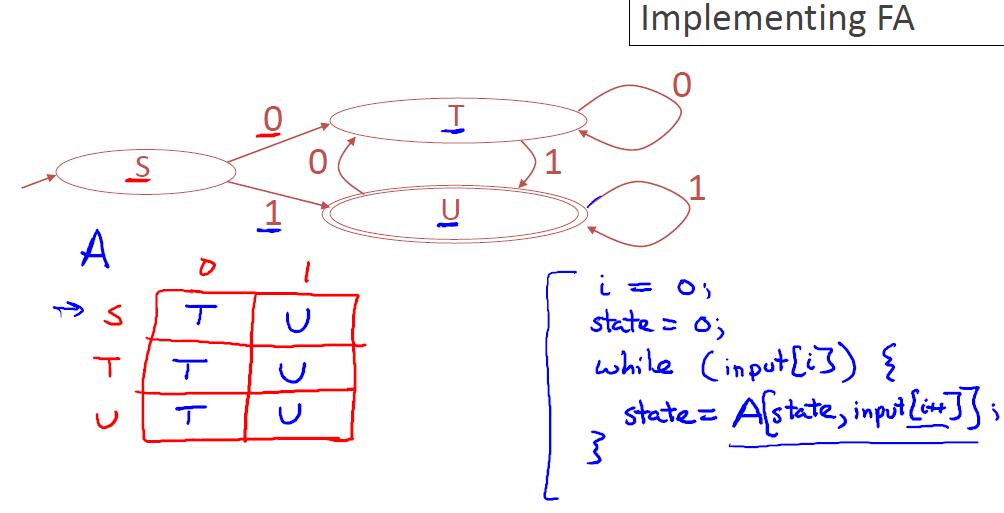 Implementing FA
0
T
0
S
0
1
1
U
1
A
0 1
→ S T U
T T U
U T U
i = 0;
state = 0;
while (input[i]) {
state = A[state, input[i++]];
}